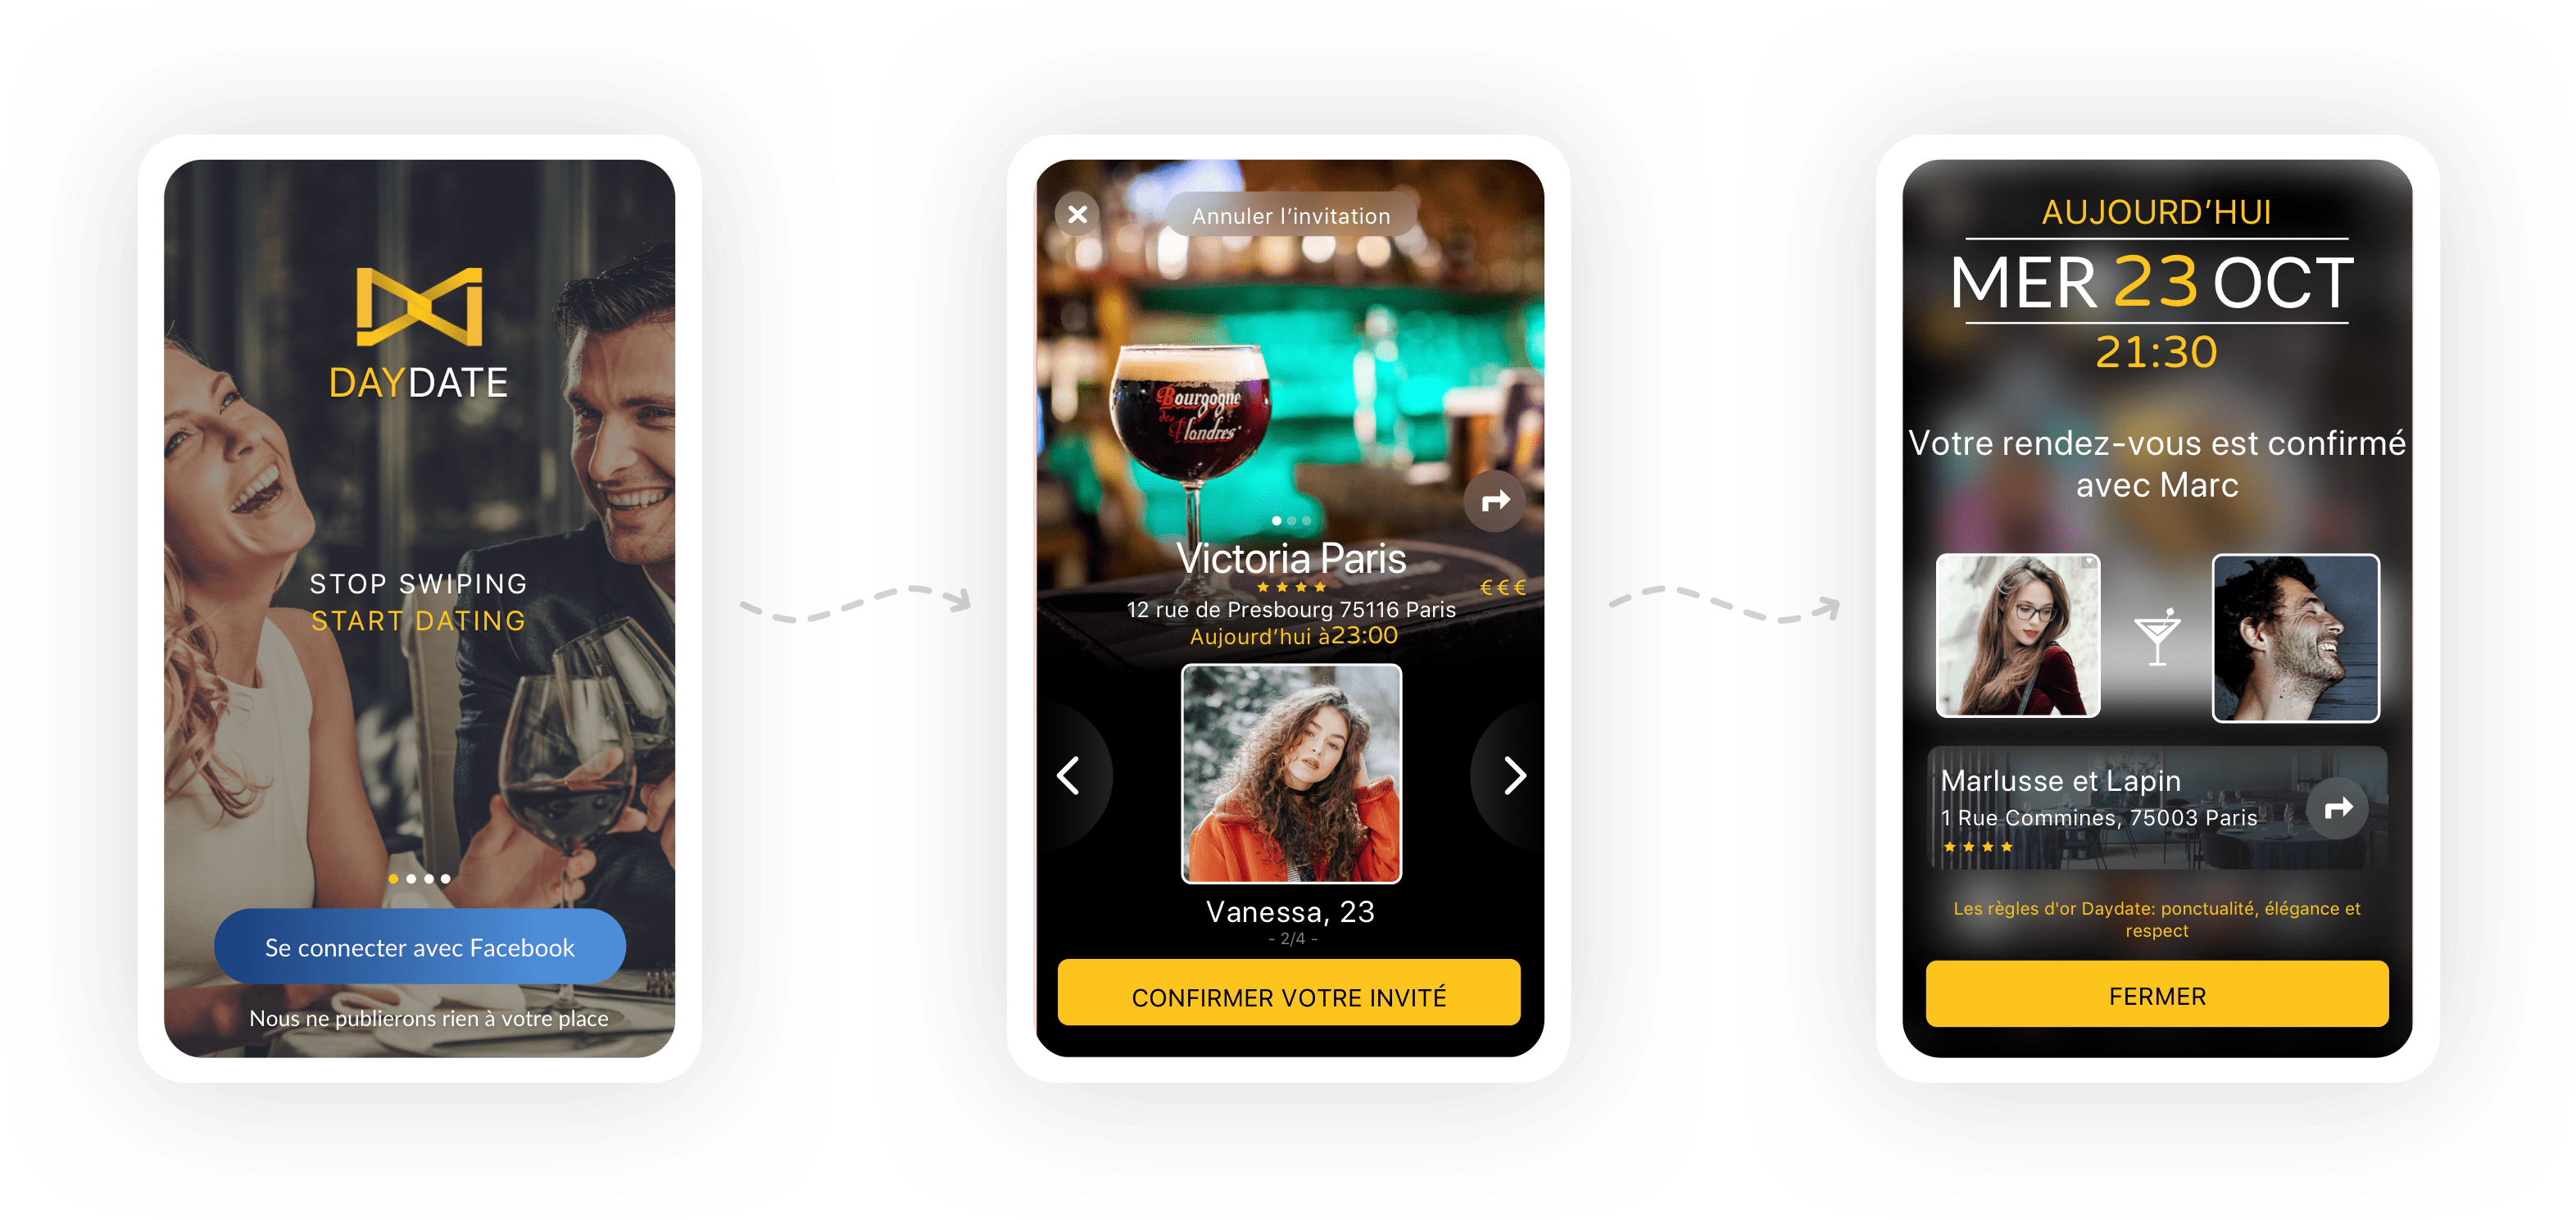 DAYDATE
STOP SWIPING
START DATING
Se connecter avec Facebook
Nous ne publierons rien à votre place
Annuler l’invitation
Bourgogne
des
Flandres
Victoria Paris
€€€
12 rue de Presbourg 75116 Paris
Aujourd’hui à23:00
Vanessa, 23
- 2/4 -
CONFIRMER VOTRE INVITÉ
AUJOURD’HUI
MER 23 OCT
21:30
Votre rendez-vous est confirmé
avec Marc
Marlusse et Lapin
1 Rue Commines, 75003 Paris
Les règles d'or Daydate: ponctualité, élégance et
respect
FERMER